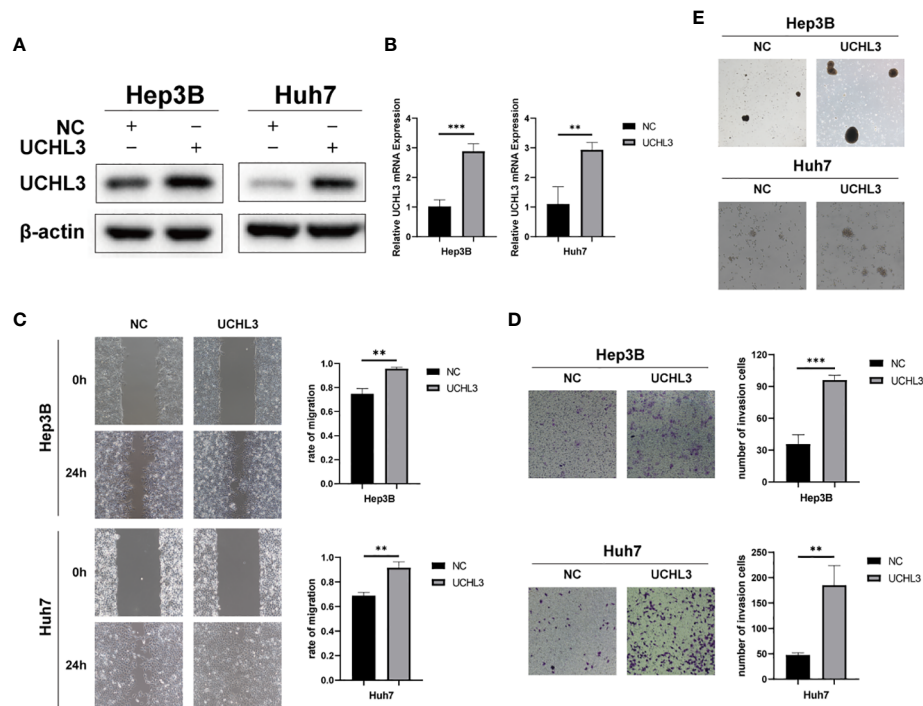 A
Hep3B Huh7
NC + − + −
UCHL3 − + − +
UCHL3
β-actin
B
Relative UCHL3 mRNA Expression
4
3
2
1
0
***
Hep3B
Relative UCHL3 mRNA Expression
4
3
2
1
0
**
Huh7
NC
UCHL3
E
Hep3B
NC UCHL3
Huh7
NC UCHL3
C
NC UCHL3
Hep3B
0h
24h
Huh7
0h
24h
rate of migration
1.0
0.8
0.6
0.4
0.2
0.0
**
Hep3B
NC
UCHL3
rate of migration
1.0
0.8
0.6
0.4
0.2
0.0
**
Huh7
NC
UCHL3
D
Hep3B
NC UCHL3
number of invasion cells
120
90
60
30
0
***
Hep3B
NC
UCHL3
Huh7
NC UCHL3
number of invasion cells
250
200
150
100
50
0
**
Huh7
NC
UCHL3